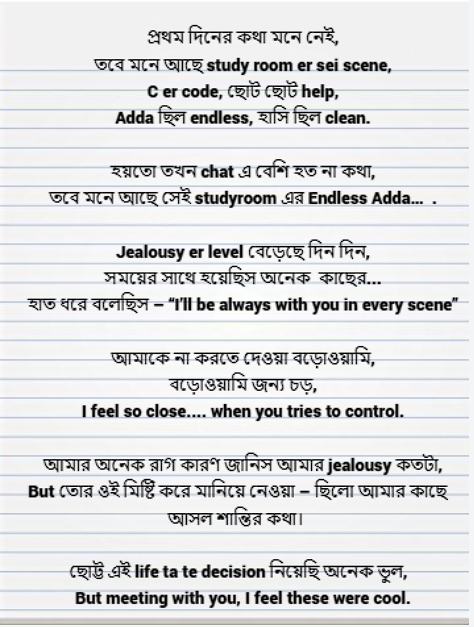 প্রথম দিনের কথা মনে নেই,
তবে মনে আছে study room er sei scene,
C er code, ছোট ছোট help,
Adda ছিল endless, হাসি ছিল clean.
হয়তো তখন chat এ বেশি হত না কথা,
তবে মনে আছে সেই studyroom এর Endless Adda... .
Jealousy er level বেড়েছে দিন দিন,
সময়ের সাথে হয়েছিস অনেক কাছের...
হাত ধরে বলেছিস – “I'll be always with you in every scene”
আমাকে না করতে দেওয়া বড়োওয়ামি,
বড়োওয়ামি জন্য চড়,
I feel so close.... when you tries to control.
আমার অনেক রাগ কারণ জানিস আমার jealousy কতটা,
But তোর ওই মিষ্টি করে মানিয়ে নেওয়া – ছিলো আমার কাছে
আসল শান্তির কথা।
ছোট্ট এই life ta te decision নিয়েছি অনেক ভুল,
But meeting with you, I feel these were cool.